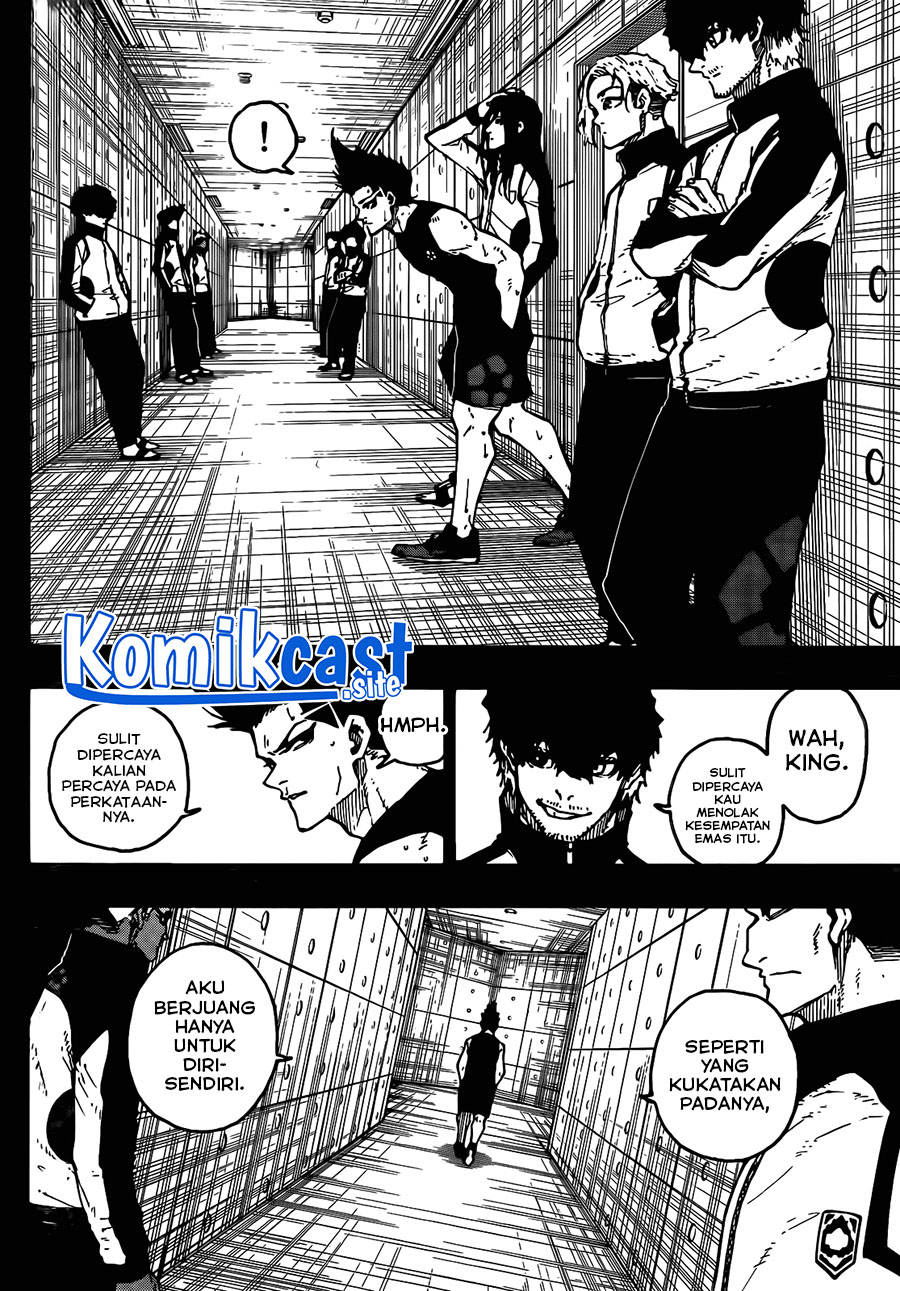 !
Komikcast
.site
WAH,
KING.
SULIT
DIPERCAYA
KAU
MENOLAK
KESEMPATAN
EMAS ITU.
HMPH.
SULIT
DIPERCAYA
KALIAN
PERCAYA PADA
PERKATAAN-
NYA.
SEPERTI
YANG
KUKATAKAN
PADANYA,
AKU
BERJUANG
HANYA
UNTUK
DIRI-
SENDIRI.